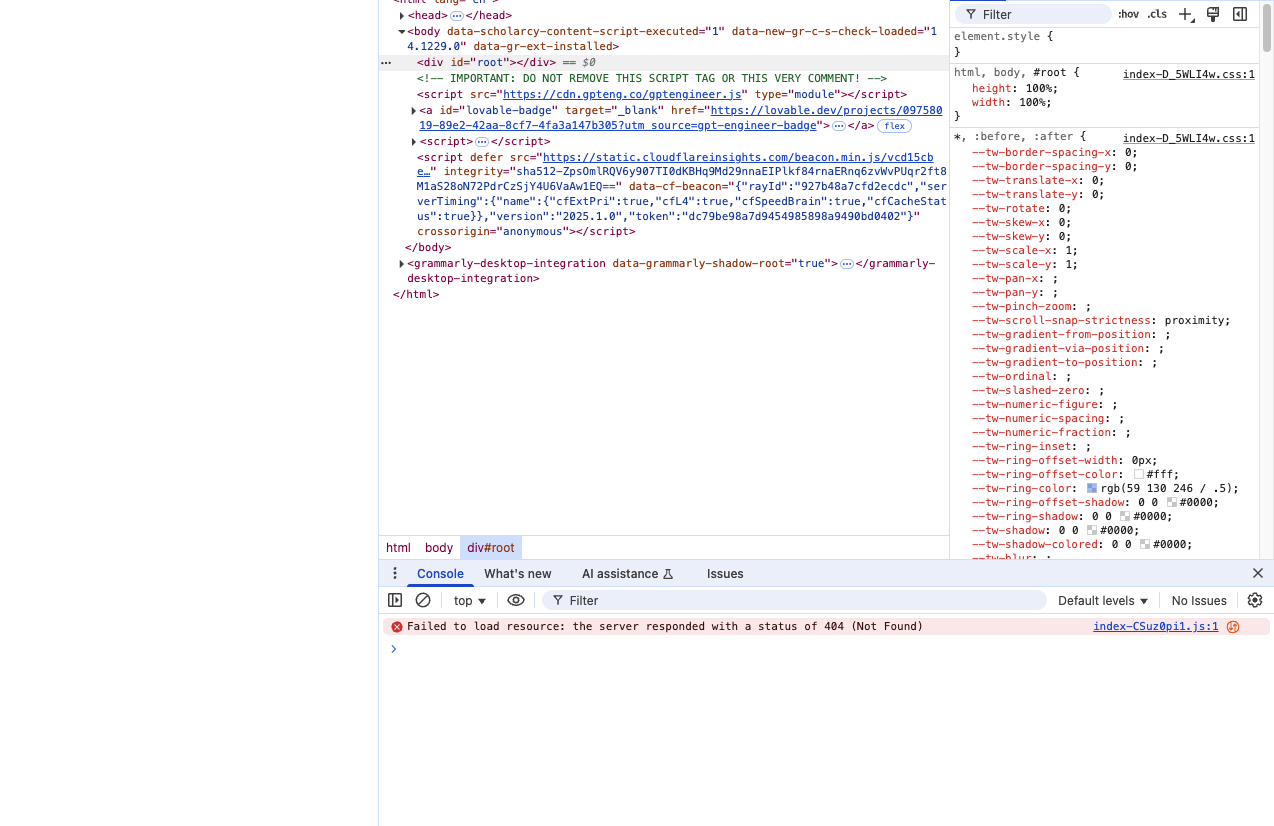 <head> ··· </head>
<body data-scholarcy-content-script-executed="1" data-new-gr-c-s-check-loaded="1
4.1229.0" data-gr-ext-installed>
··· <div id="root"></div> == $0
<!-- IMPORTANT: DO NOT REMOVE THIS SCRIPT TAG OR THIS VERY COMMENT! -->
<script src="https://cdn.gpteng.co/gptengineer.js" type="module"></script>
<a id="lovable-badge" target="_blank" href="https://lovable.dev/projects/097580
19-89e2-42aa-8cf7-4fa3a147b305?utm_source=gpt-engineer-badge"> ··· </a> flex
<script> ··· </script>
<script defer src="https://static.cloudflareinsights.com/beacon.min.js/vcd15cb
e…" integrity="sha512-ZpsOmlRQV6y907TI0dKBHq9Md29nnaEIPlkf84rnaERnq6zvWvPUqr2ft8
M1aS28oN72PdrCzSjY4U6VaAw1EQ==" data-cf-beacon="{"rayId":"927b48a7cfd2ecdc","ser
verTiming":{"name":{"cfExtPri":true,"cfL4":true,"cfSpeedBrain":true,"cfCacheStat
us":true}},"version":"2025.1.0","token":"dc79be98a7d9454985898a9490bd0402"}"
crossorigin="anonymous"></script>
</body>
<grammarly-desktop-integration data-grammarly-shadow-root="true"> ··· </grammarly-
desktop-integration>
</html>
html body div#root
Filter :hov .cls
element.style {
}
html, body, #root { index-D_5WLI4w.css:1
height: 100%;
width: 100%;
}
*, :before, :after { index-D_5WLI4w.css:1
--tw-border-spacing-x: 0;
--tw-border-spacing-y: 0;
--tw-translate-x: 0;
--tw-translate-y: 0;
--tw-rotate: 0;
--tw-skew-x: 0;
--tw-skew-y: 0;
--tw-scale-x: 1;
--tw-scale-y: 1;
--tw-pan-x: ;
--tw-pan-y: ;
--tw-pinch-zoom: ;
--tw-scroll-snap-strictness: proximity;
--tw-gradient-from-position: ;
--tw-gradient-via-position: ;
--tw-gradient-to-position: ;
--tw-ordinal: ;
--tw-slashed-zero: ;
--tw-numeric-figure: ;
--tw-numeric-spacing: ;
--tw-numeric-fraction: ;
--tw-ring-inset: ;
--tw-ring-offset-width: 0px;
--tw-ring-offset-color: #fff;
--tw-ring-color: rgb(59 130 246 / .5);
--tw-ring-offset-shadow: 0 0 #0000;
--tw-ring-shadow: 0 0 #0000;
--tw-shadow: 0 0 #0000;
--tw-shadow-colored: 0 0 #0000;
Console What's new AI assistance Issues
top Filter Default levels No Issues
Failed to load resource: the server responded with a status of 404 (Not Found) index-CSuz0pi1.js:1